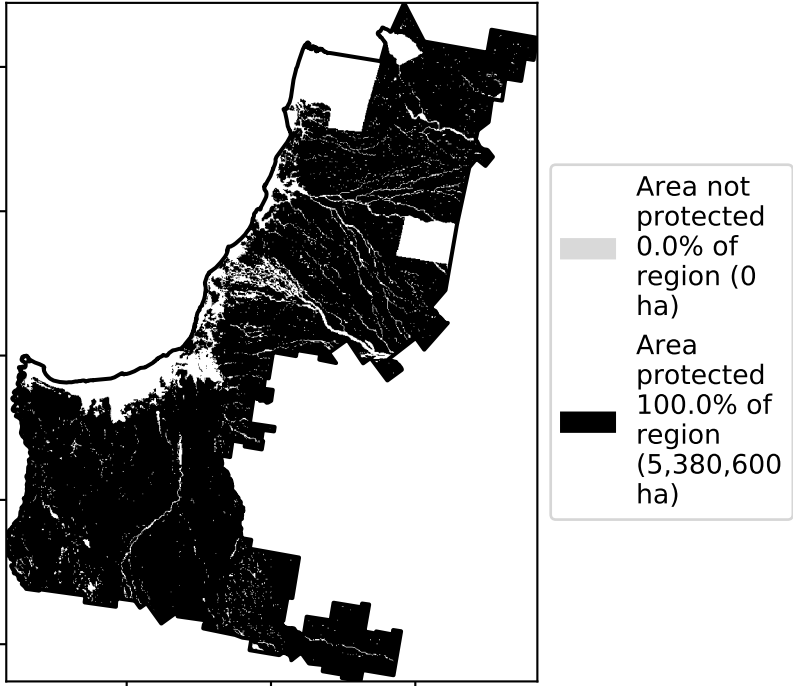 Area not
protected
0.0% of
region (0
ha)
Area
protected
100.0% of
region
(5,380,600
ha)